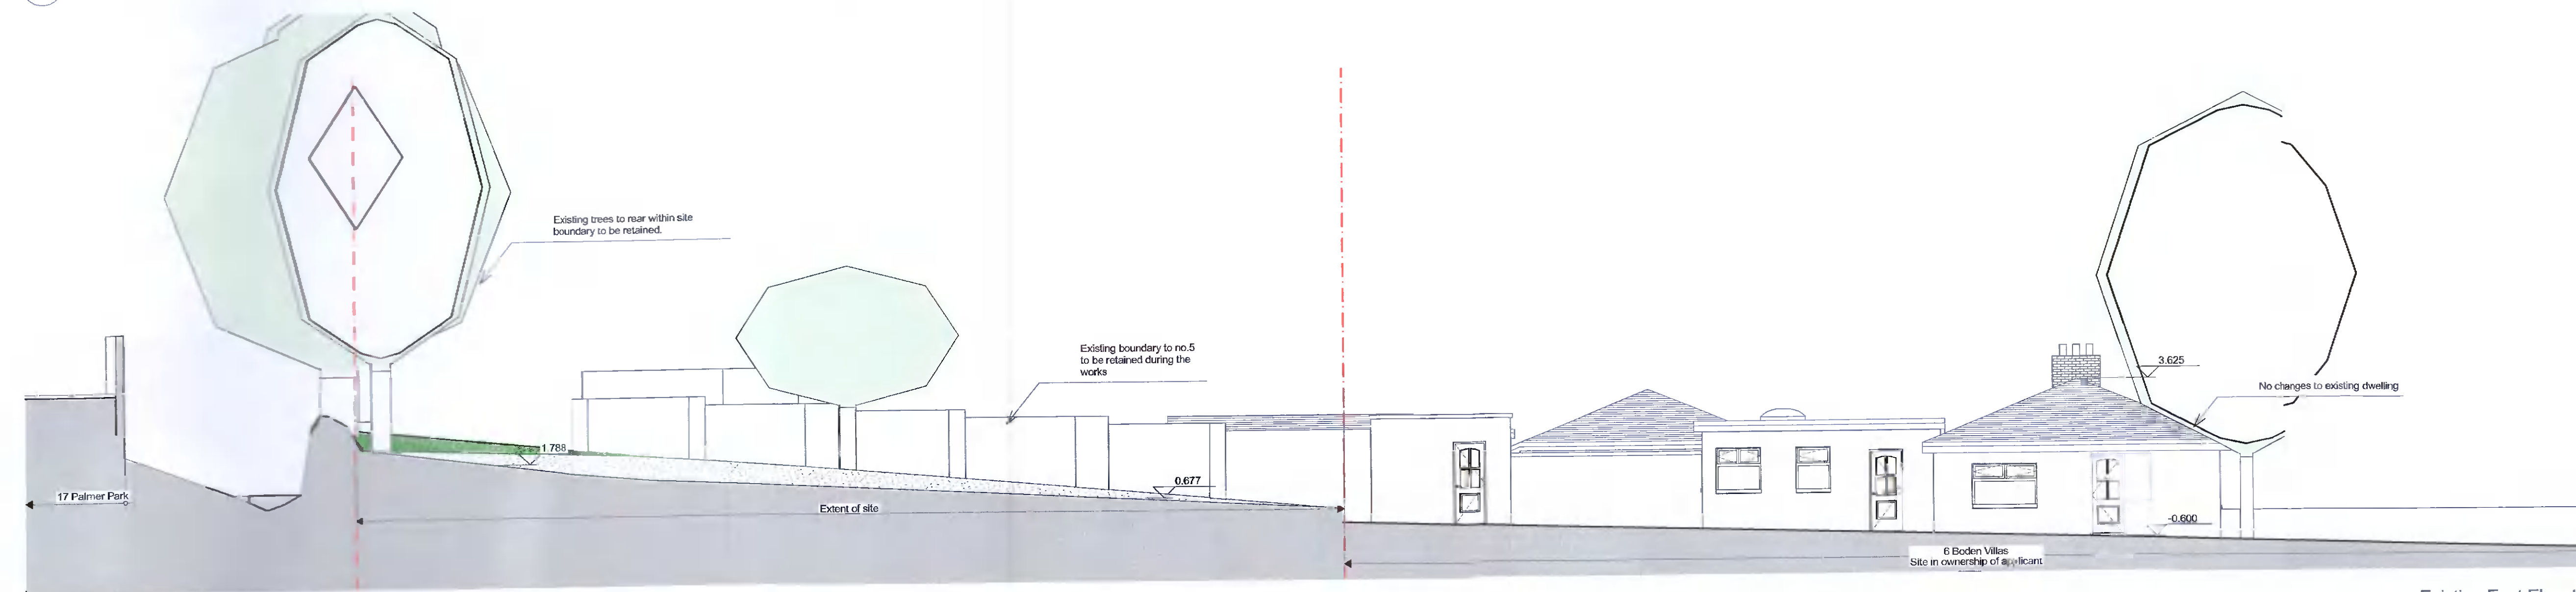 Existing trees to rear within site
boundary to be retained.
Existing boundary to no.5
to be retained during the
works
3.625
No changes to existing dwelling
1.788
0.677
17 Palmer Park
Extent of site
-0.600
6 Boden Villas
Site in ownership of applicant